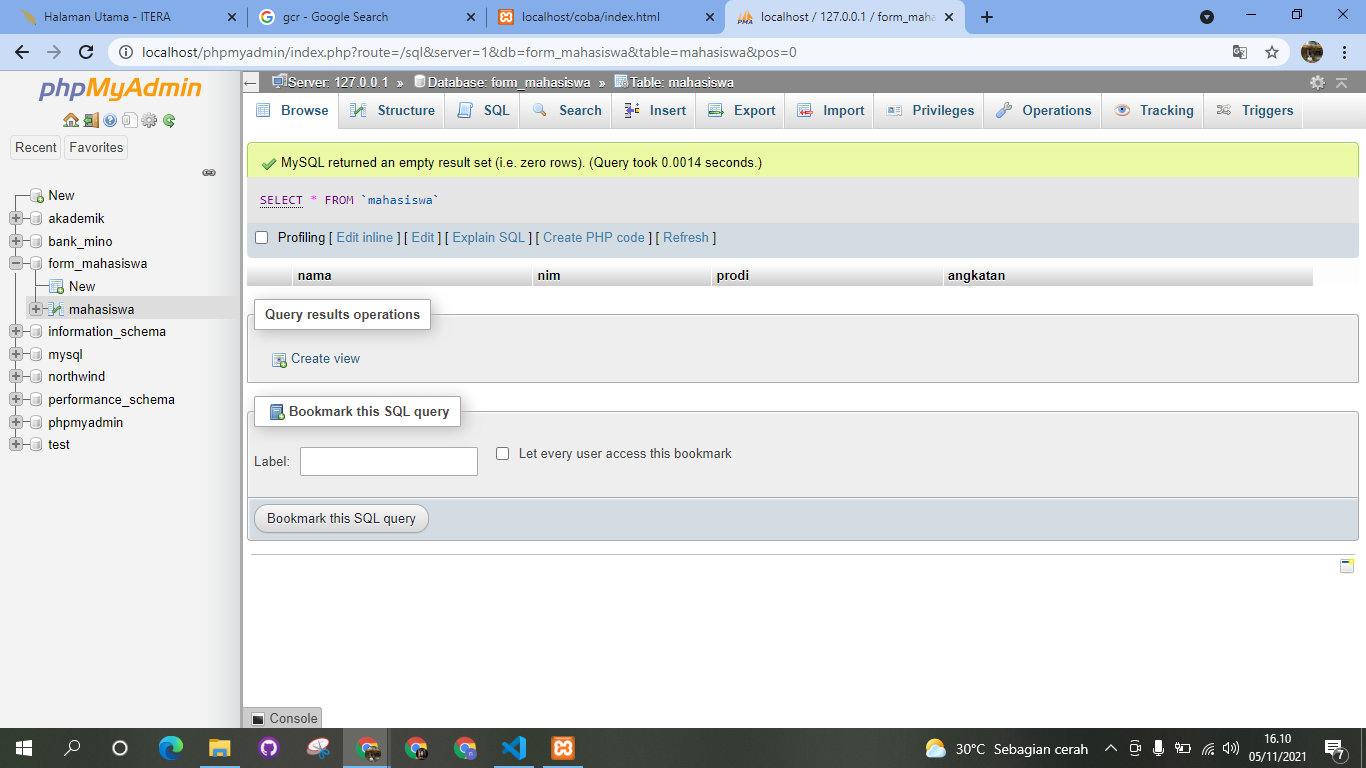 Halaman Utama - ITERA
gcr - Google Search
localhost/coba/index.html
localhost / 127.0.0.1 / form_maha
localhost/phpmyadmin/index.php?route=/sql&server=1&db=form_mahasiswa&table=mahasiswa&pos=0
phpMyAdmin
Recent Favorites
New
akademik
bank_mino
form_mahasiswa
New
mahasiswa
information_schema
mysql
northwind
performance_schema
phpmyadmin
test
Server: 127.0.0.1 » Database: form_mahasiswa » Table: mahasiswa
Browse Structure SQL Search Insert Export Import Privileges Operations Tracking Triggers
MySQL returned an empty result set (i.e. zero rows). (Query took 0.0014 seconds.)
SELECT * FROM `mahasiswa`
Profiling [ Edit inline ] [ Edit ] [ Explain SQL ] [ Create PHP code ] [ Refresh ]
nama nim prodi angkatan
Query results operations
Create view
Bookmark this SQL query
Label:
Let every user access this bookmark
Bookmark this SQL query
Console
30°C Sebagian cerah
16.10
05/11/2021
7